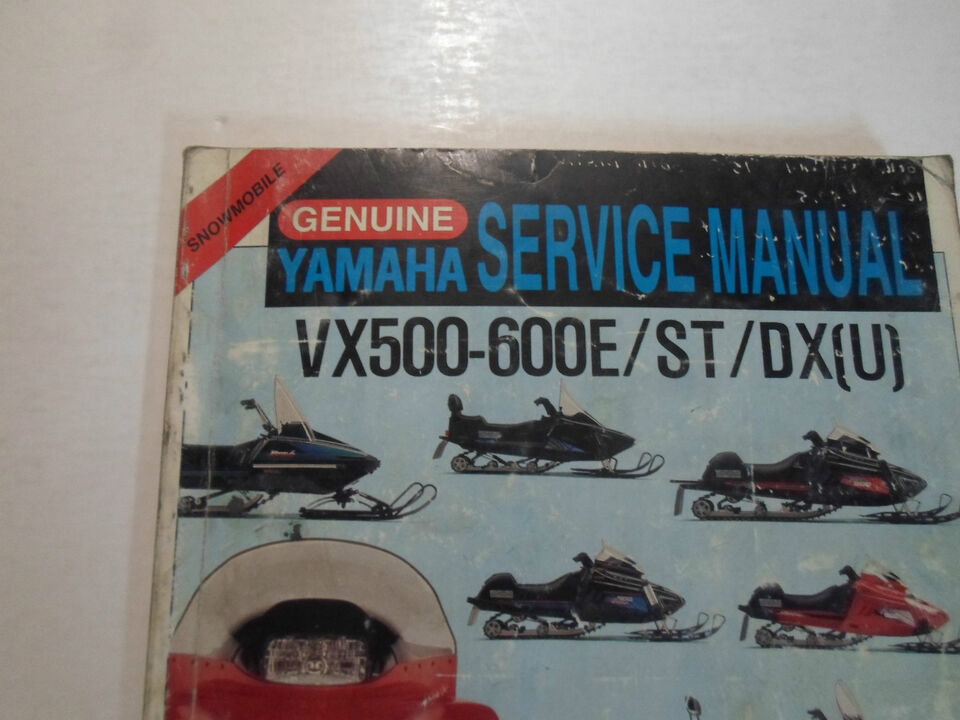 SNOWMOBILE
GENUINE
YAMAHA SERVICE MANUAL
VX500-600E/ST/DX(U)